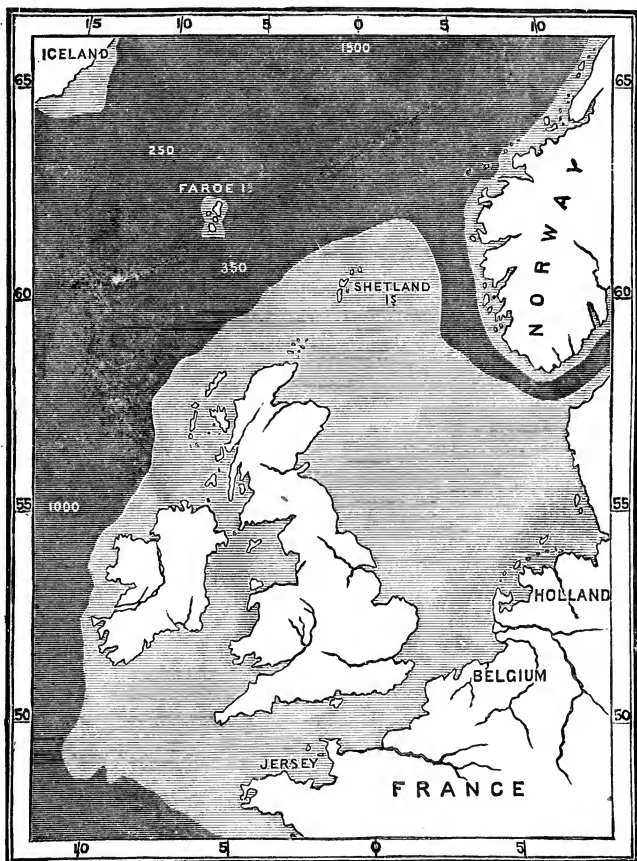 15 10 5 0 5 10
1500
ICELAND
65 65
250
FAROE IS
NORWAY
350
SHETLAND
IS
60 60
55 55
1000
HOLLAND
BELGIUM
50 50
JERSEY
FRANCE
10 5 0 5